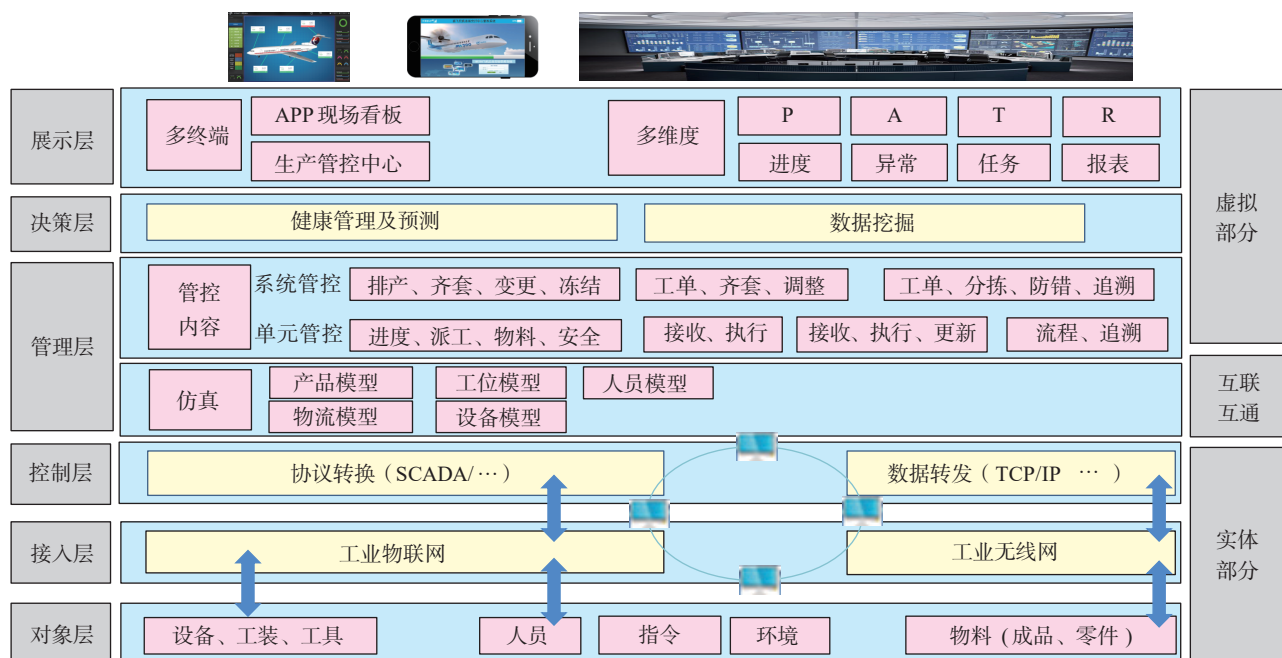 展示层
多终端
APP 现场看板
生产管控中心
多维度
P
A
T
R
进度
异常
任务
报表
虚拟
部分
决策层
健康管理及预测
数据挖掘
管理层
管控
内容
系统管控
排产、齐套、变更、冻结
工单、齐套、调整
工单、分拣、防错、追溯
单元管控
进度、派工、物料、安全
接收、执行
接收、执行、更新
流程、追溯
仿真
产品模型
工位模型
人员模型
物流模型
设备模型
互联
互通
控制层
协议转换（SCADA/…）
数据转发（TCP/IP …）
接入层
工业物联网
工业无线网
实体
部分
对象层
设备、工装、工具
人员
指令
环境
物料（成品、零件）